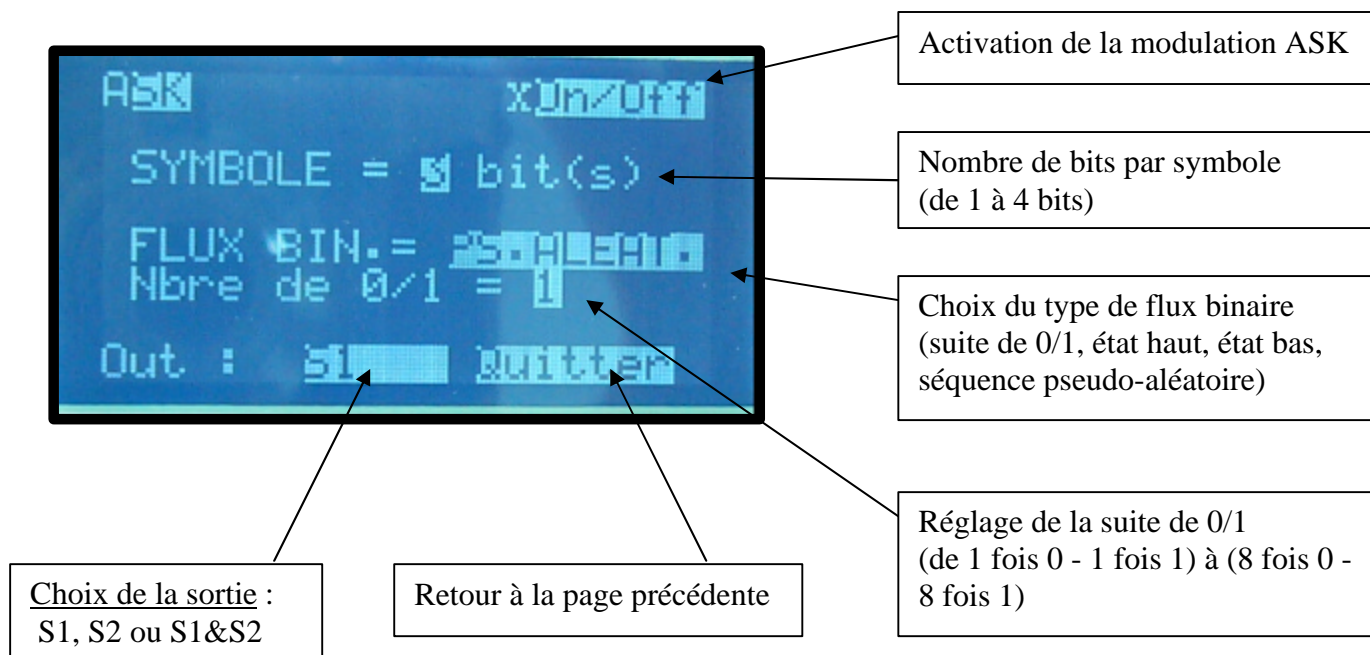 Activation de la modulation ASK
ASK
XOn/Off
SYMBOLE = bit(s)
Nombre de bits par symbole
(de 1 à 4 bits)
FLUX BIN.= PS.ALEAT.
Nbre de 0/1 = 1
Choix du type de flux binaire
(suite de 0/1, état haut, état bas,
séquence pseudo-aléatoire)
Out : S1 Quitter
Réglage de la suite de 0/1
(de 1 fois 0 - 1 fois 1) à (8 fois 0 -
8 fois 1)
Choix de la sortie :
S1, S2 ou S1&S2
Retour à la page précédente